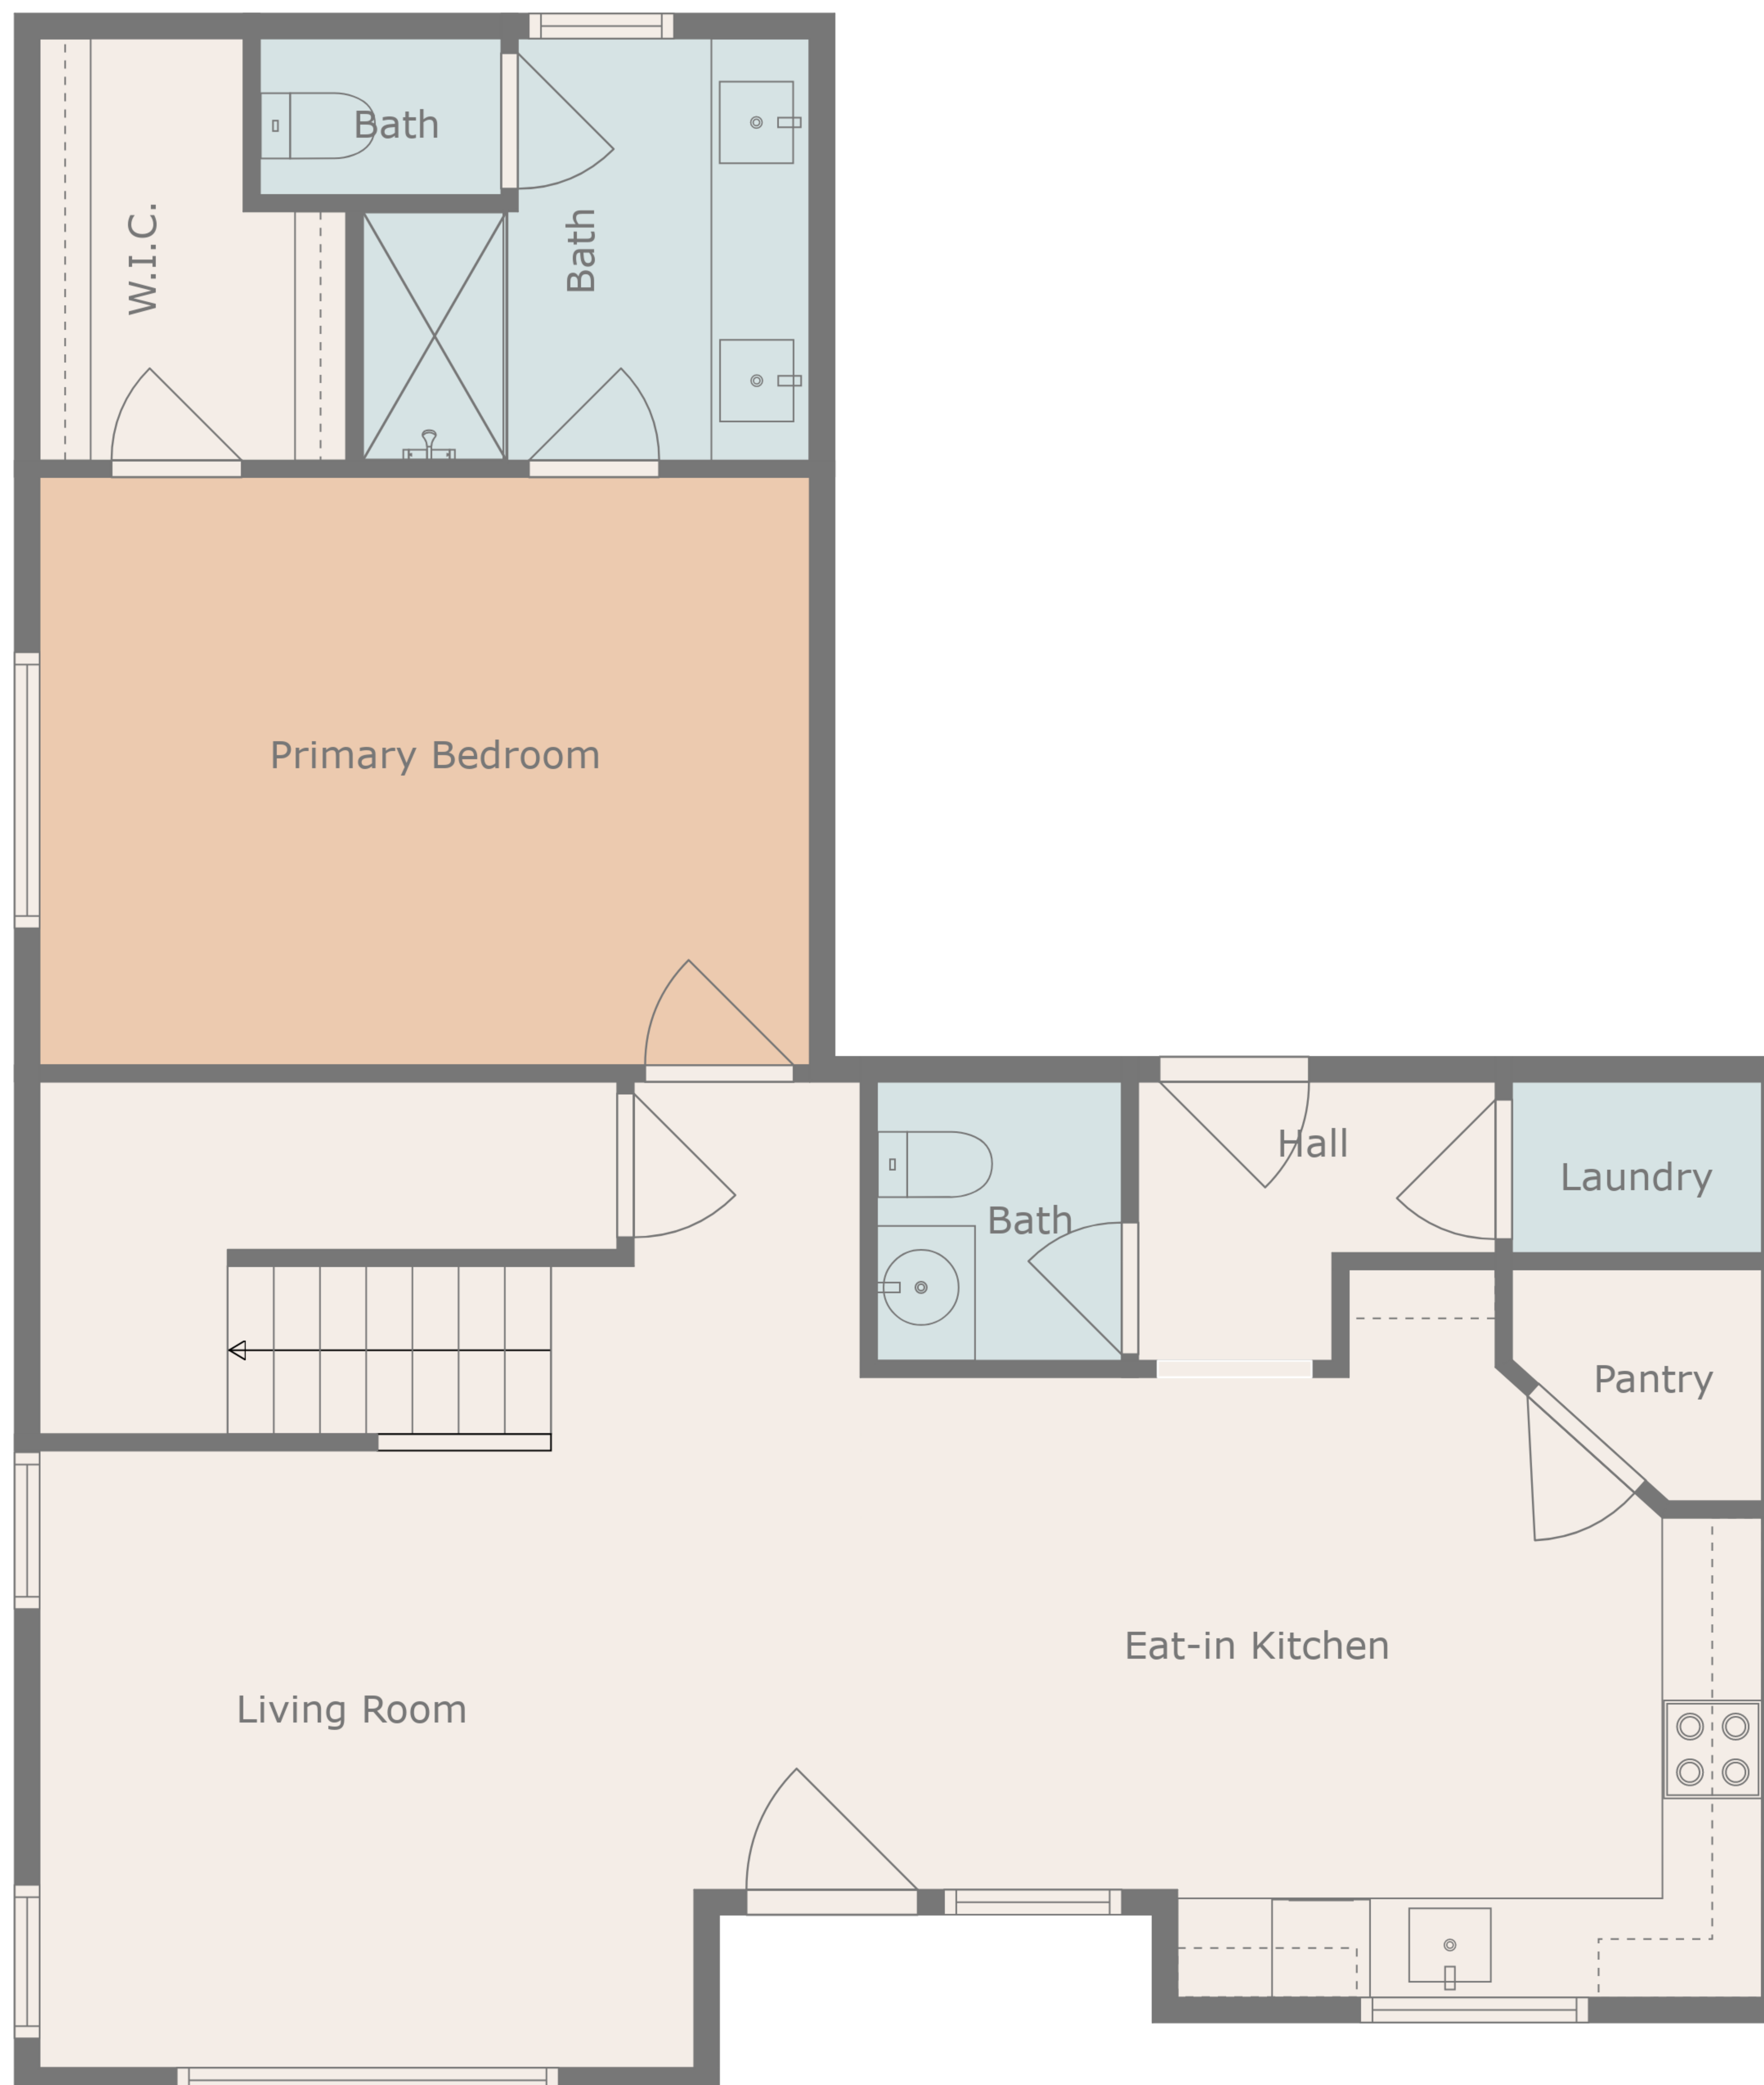 Bath
W.I.C.
Bath
Primary Bedroom
Hall
Laundry
Bath
Pantry
Eat-in Kitchen
Living Room